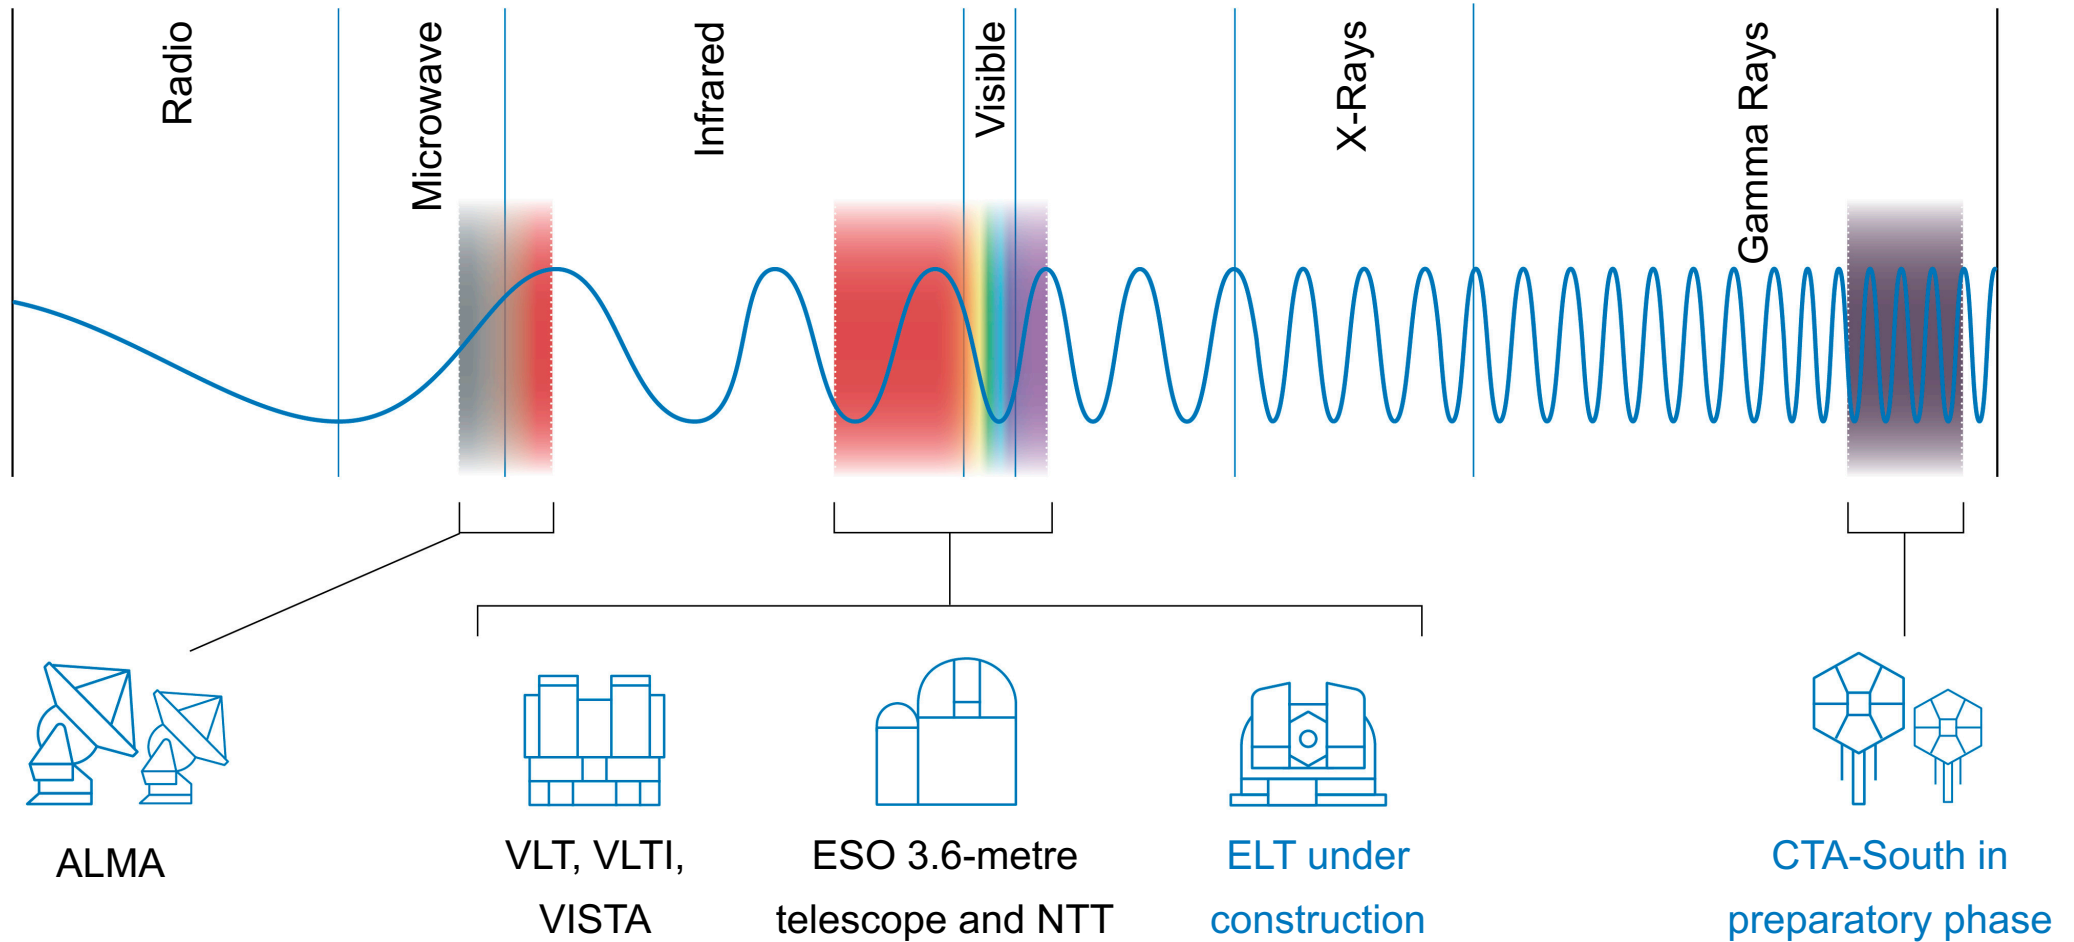 Radio
Microwave
Infrared
Visible
X-Rays
Gamma Rays
ALMA
VLT, VLTI,
VISTA
ESO 3.6-metre
telescope and NTT
ELT under
construction
CTA-South in
preparatory phase